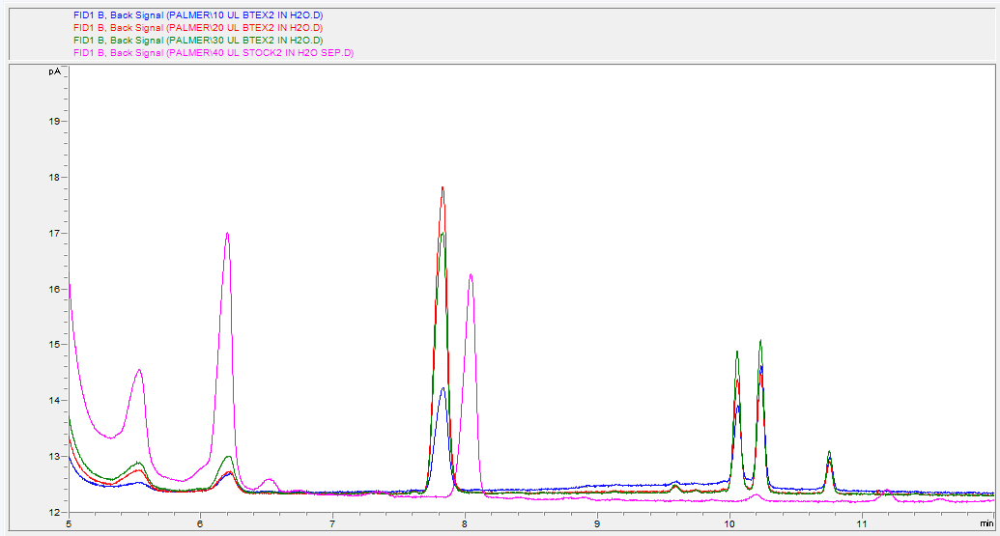 FID1 B, Back Signal (PALMER\10 UL BTEX2 IN H2O.D)
FID1 B, Back Signal (PALMER\20 UL BTEX2 IN H2O.D)
FID1 B, Back Signal (PALMER\30 UL BTEX2 IN H2O.D)
FID1 B, Back Signal (PALMER\40 UL STOCK2 IN H2O SEP.D)
pA
19
18
17
16
15
14
13
12
5 6 7 8 9 10 11 min